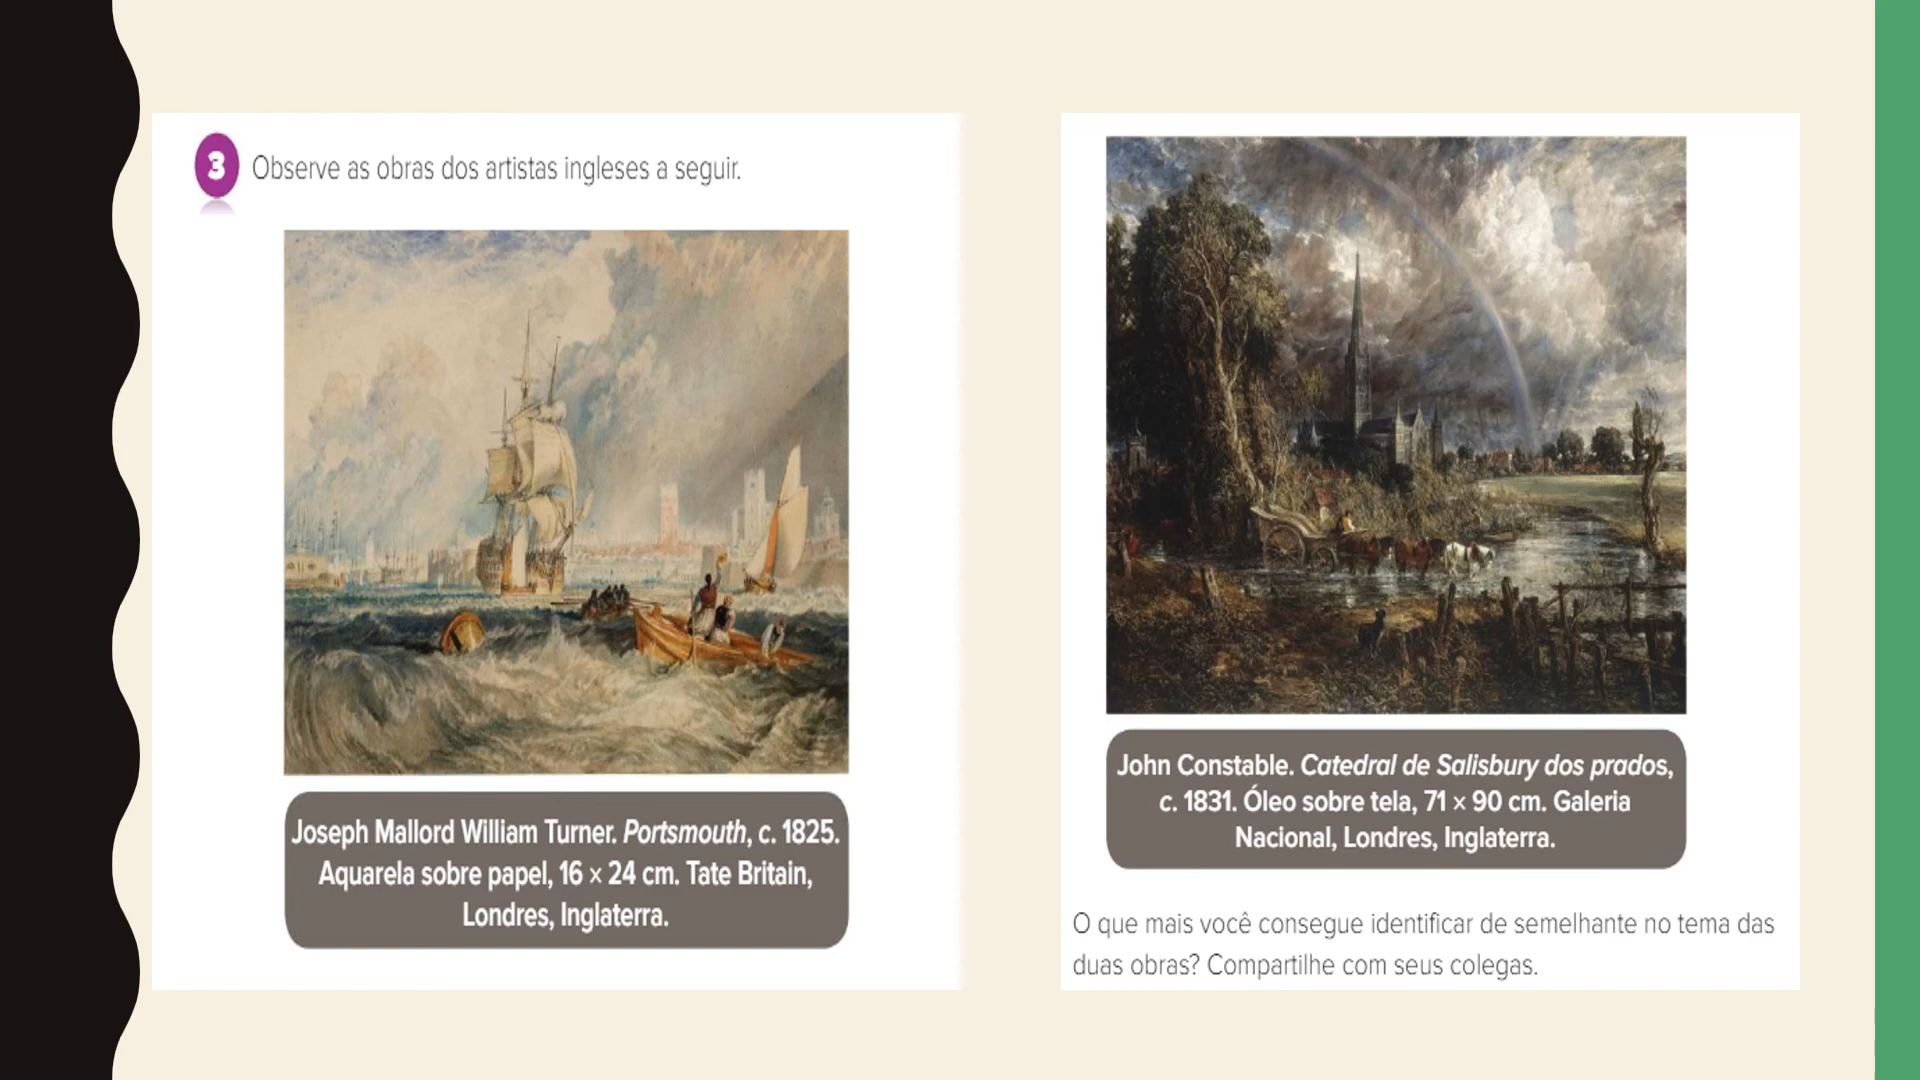 3
Observe as obras dos artistas ingleses a seguir.
Joseph Mallord William Turner. Portsmouth, c. 1825.
Aquarela sobre papel, 16 × 24 cm. Tate Britain,
Londres, Inglaterra.
John Constable. Catedral de Salisbury dos prados,
c. 1831. Óleo sobre tela, 71 × 90 cm. Galeria
Nacional, Londres, Inglaterra.
O que mais você consegue identificar de semelhante no tema das
duas obras? Compartilhe com seus colegas.